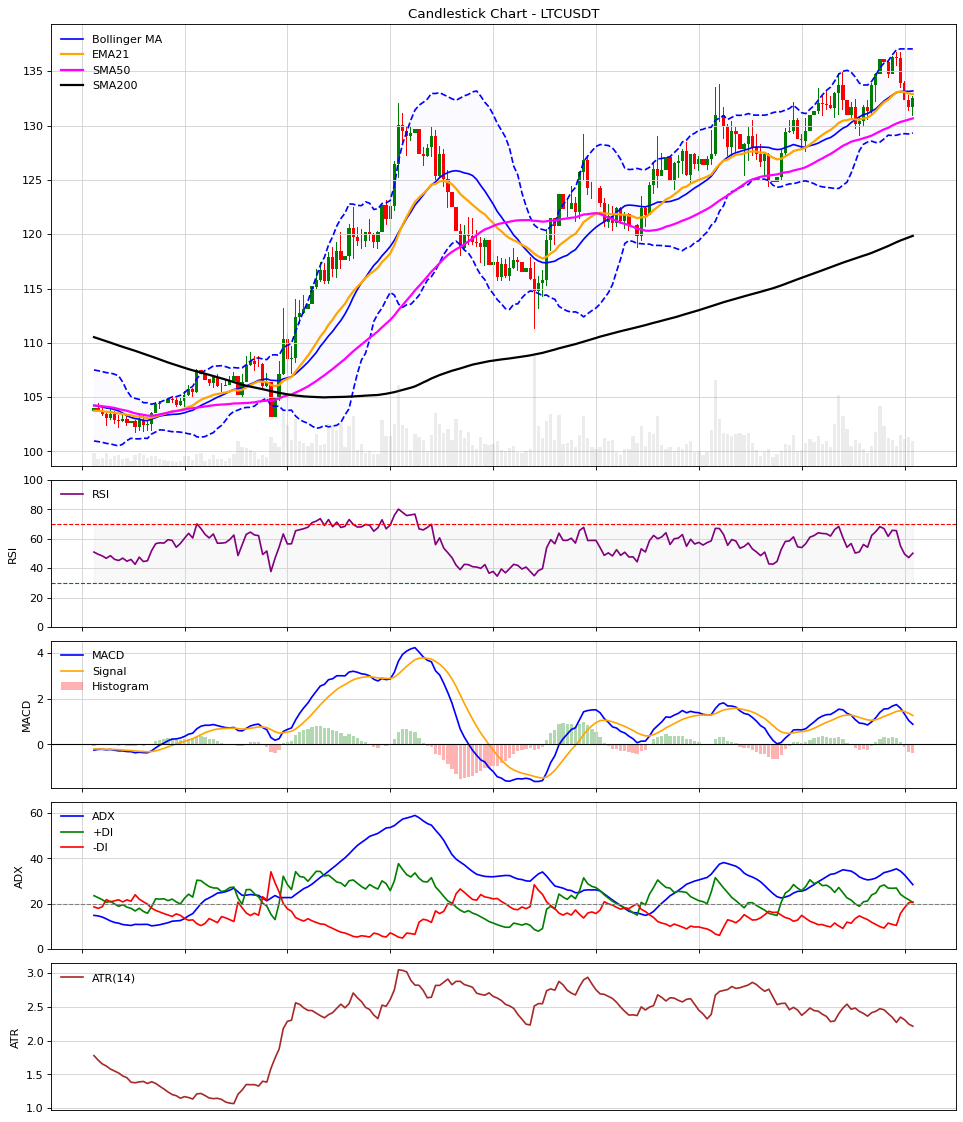 Candlestick Chart - LTCUSDT
Bollinger MA
EMA21
SMA50
SMA200
135
130
125
120
115
110
105
100
RSI
RSI
100
80
60
40
20
0
MACD
Signal
Histogram
MACD
4
2
0
ADX
+DI
-DI
ADX
60
40
20
0
ATR(14)
ATR
3.0
2.5
2.0
1.5
1.0